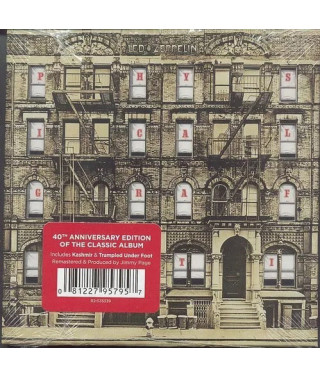 LED ZEPPELIN
P H Y S
I C A L
G R A F
T I
40TH ANNIVERSARY EDITION
OF THE CLASSIC ALBUM
Includes Kashmir & Trampled Under Foot
Remastered & Produced by Jimmy Page
0 81227 95795 7